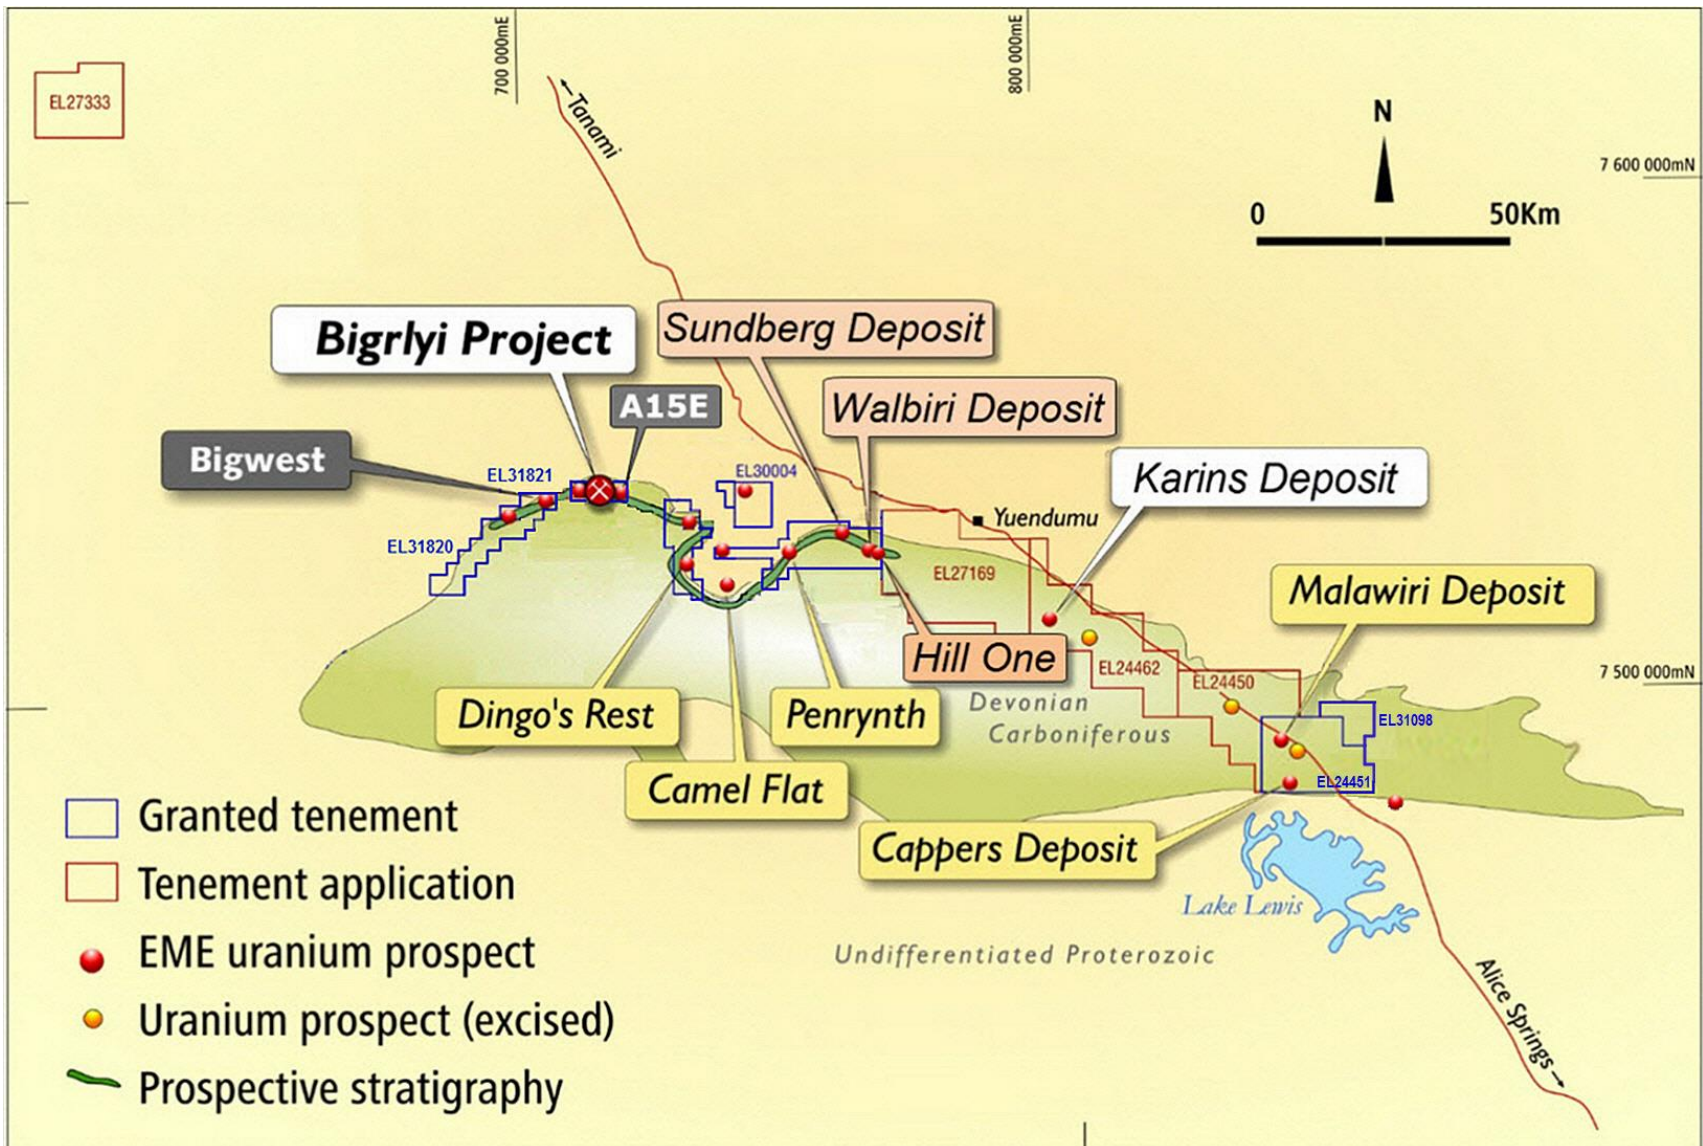 700 000mE
800 000mE
EL27333
←Tanami
N
7 600 000mN
0
50Km
Bigrlyi Project
Sundberg Deposit
A15E
Walbiri Deposit
Bigwest
EL31821
EL30004
Karins Deposit
Yuendumu
EL31820
EL27169
Malawiri Deposit
Hill One
EL24462
EL24450
7 500 000mN
Dingo's Rest
Penrynth
Devonian
Carboniferous
EL31098
Camel Flat
EL24451
Granted tenement
Cappers Deposit
Tenement application
Lake Lewis
EME uranium prospect
Undifferentiated Proterozoic
Uranium prospect (excised)
Alice Springs→
Prospective stratigraphy